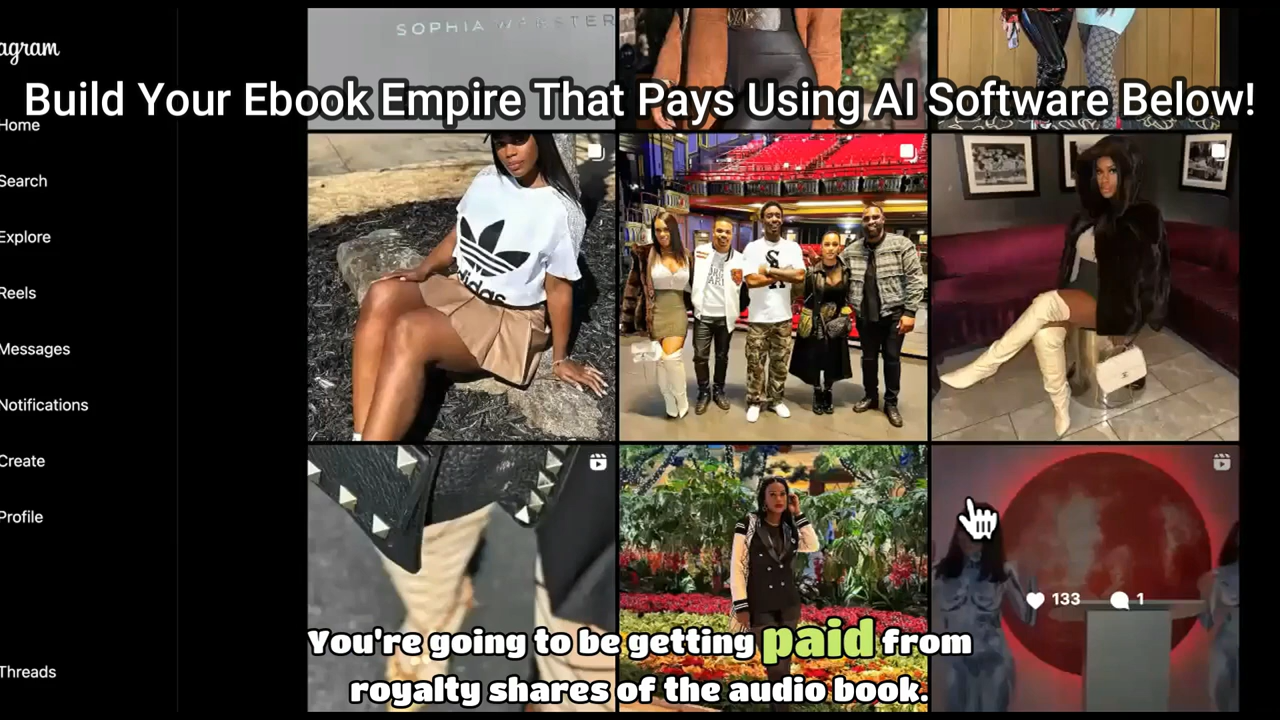 SOPHIA WEBSTER
agram
Build Your Ebook Empire That Pays Using AI Software Below!
Home
Search
Explore
Reels
Messages
Notifications
Create
Profile
adidas
133
1
You're going to be getting paid from
royalty shares of the audio book.
Threads